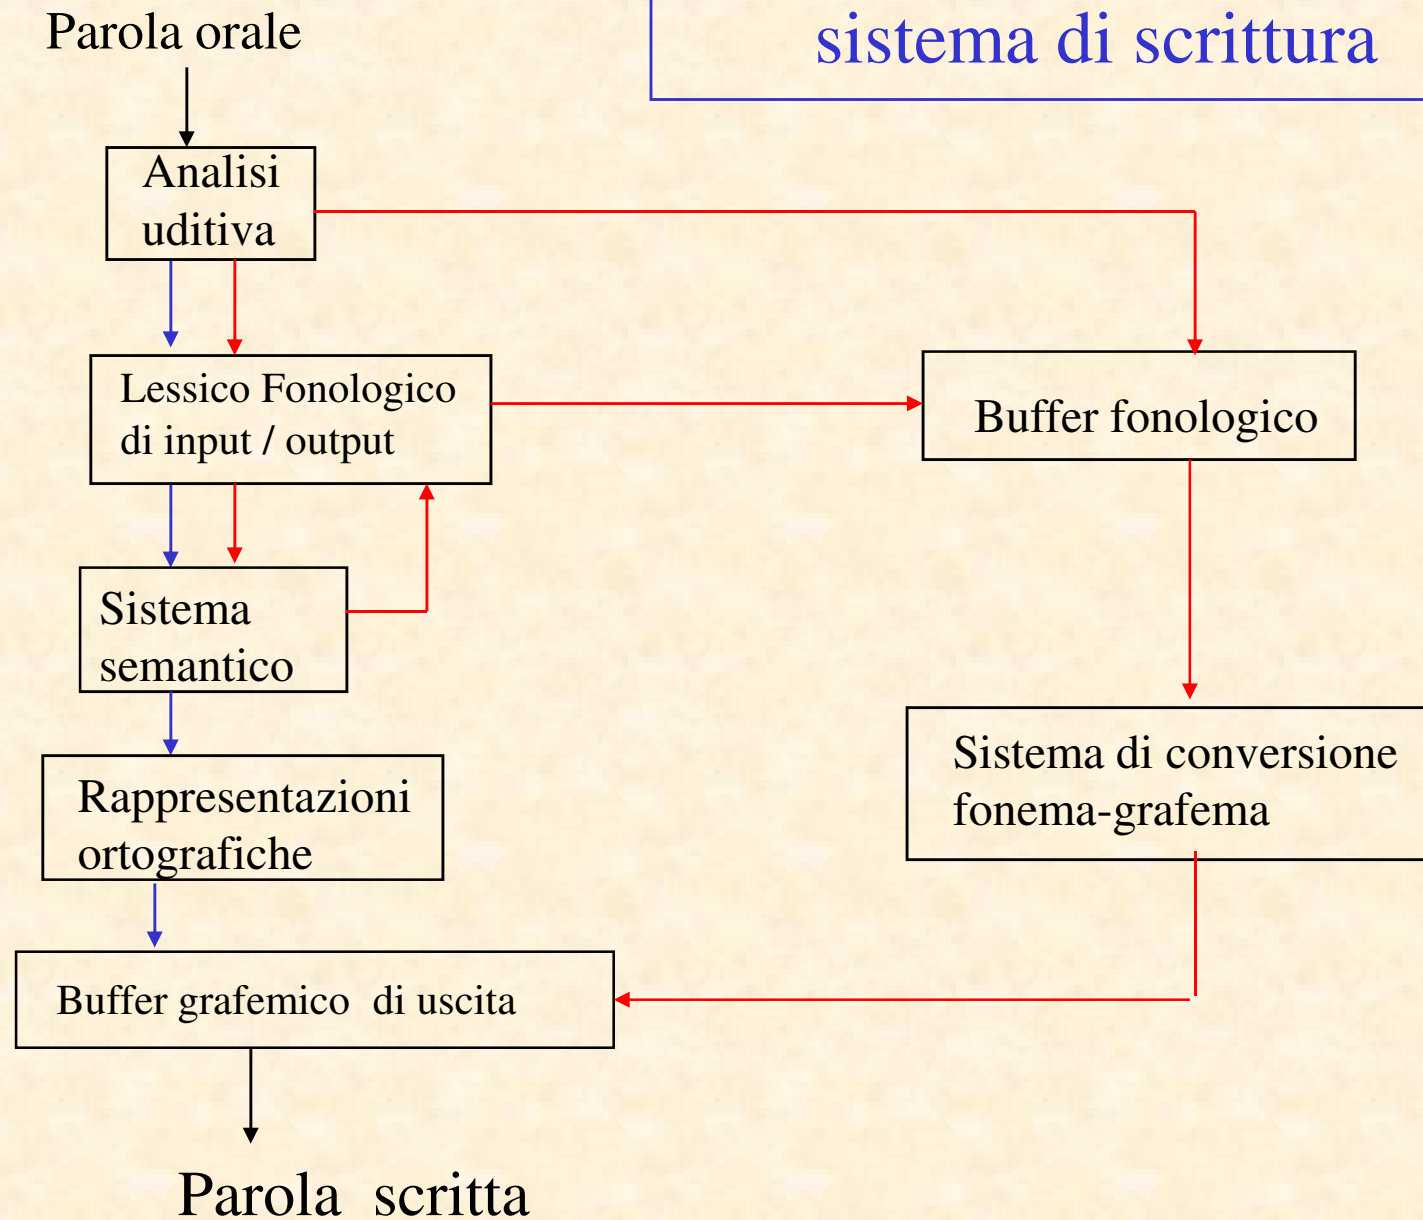 Parola orale
sistema di scrittura
Analisi
uditiva
Lessico Fonologico
di input / output
Buffer fonologico
Sistema
semantico
Sistema di conversione
fonema-grafema
Rappresentazioni
ortografiche
Buffer grafemico di uscita
Parola scritta